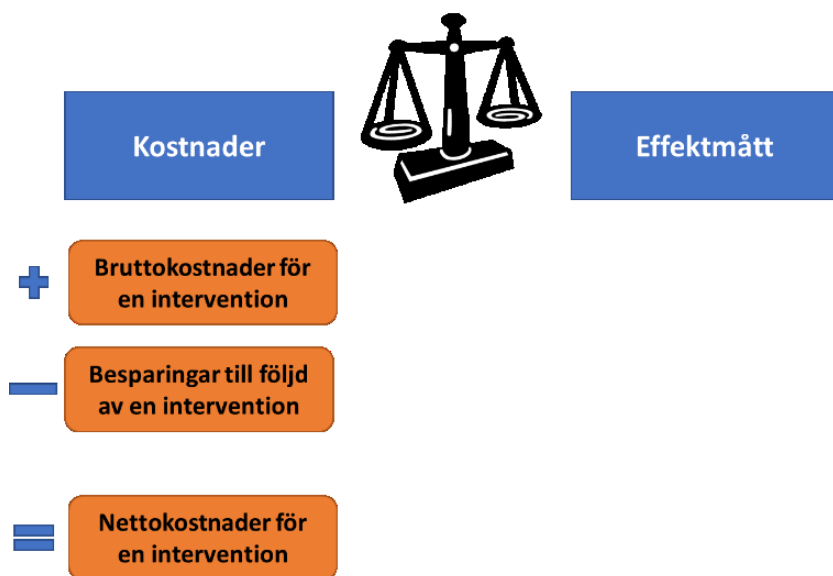 Kostnader
Effektmått
Bruttokostnader för
en intervention
Besparingar till följd
av en intervention
Nettokostnader för
en intervention